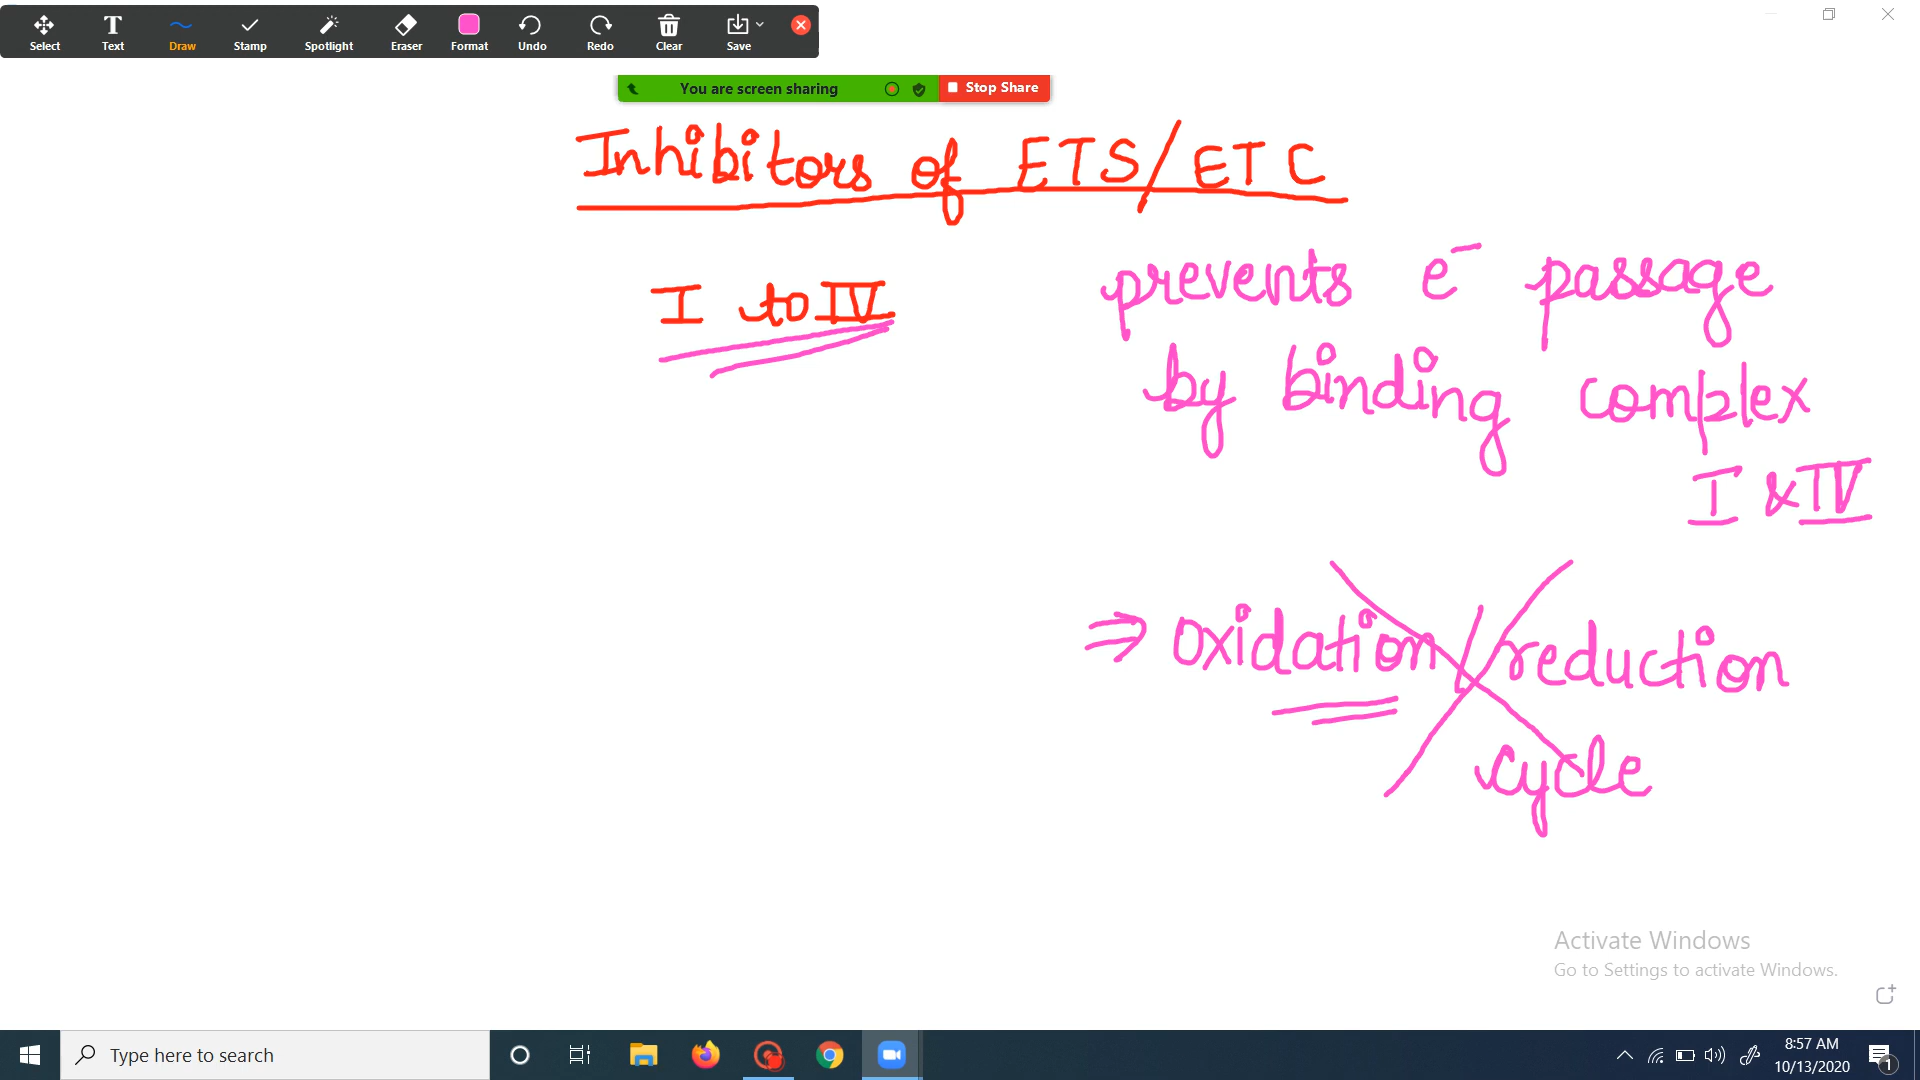 Select Text Draw Stamp Spotlight Eraser Format Undo Redo Clear Save
You are screen sharing Stop Share
Inhibitors of ETS/ETC
I to IV
prevents e⁻ passage
by binding complex
I & IV
⇒ oxidation/reduction
cycle
Activate Windows
Go to Settings to activate Windows.
Type here to search
8:57 AM
10/13/2020
1